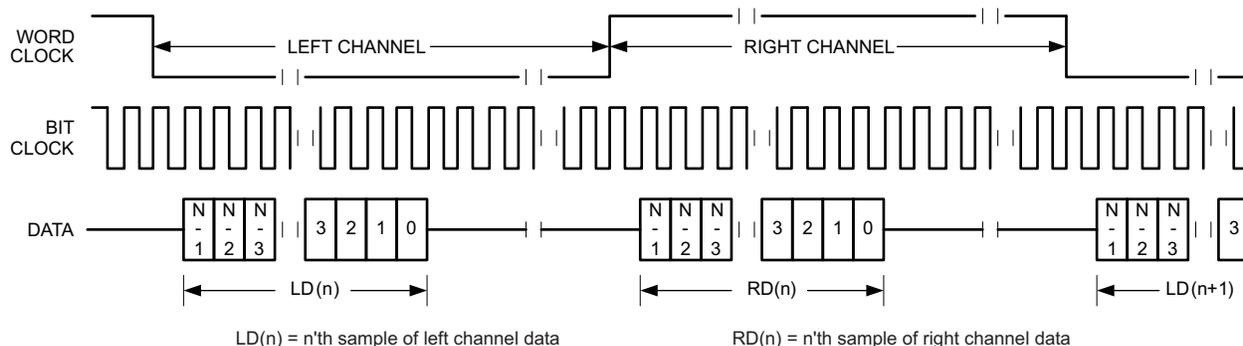 WORD
CLOCK
LEFT CHANNEL
RIGHT CHANNEL
BIT
CLOCK
DATA
N
-
1
N
-
2
N
-
3
3 2 1 0
N
-
1
N
-
2
N
-
3
3 2 1 0
N
-
1
N
-
2
N
-
3
3
LD(n)
RD(n)
LD(n+1)
LD(n) = n'th sample of left channel data
RD(n) = n'th sample of right channel data